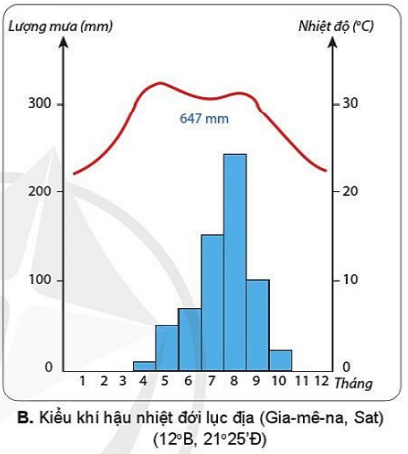 Lượng mưa (mm) Nhiệt độ (°C)
300 30
647 mm
200 20
100 10
0 0
1 2 3 4 5 6 7 8 9 10 11 12 Tháng
B. Kiểu khí hậu nhiệt đới lục địa (Gia-mê-na, Sat)
(12°B, 21°25'Đ)